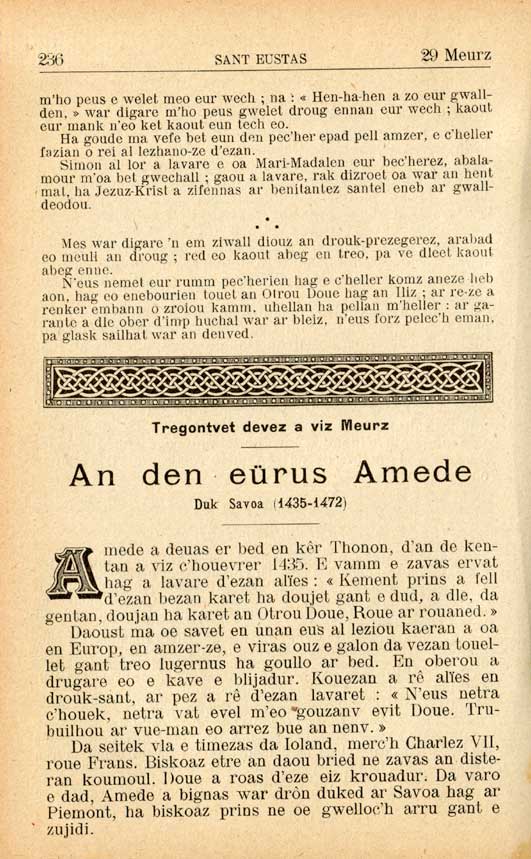 236 SANT EUSTAS 29 Meurz
m'ho peus e welet meo eur wech ; na : « Hen-ha-hen a zo eur gwall-
den, » war digare m'ho peus gwelet droug ennan eur wech ; kaout
eur mank n'eo ket kaout eun tech eo.
Ha goude ma vefe bet eun den pec'her epad pell amzer, e c'heller
fazian o rei al lezhano-ze d'ezan.
Simon al lor a lavare e oa Mari-Madalen eur bec'herez, abala-
mour m'oa bet gwechall ; gaou a lavare, rak dizroet oa war an hent
mat, ha Jezuz-Krist a zifennas ar benitantez santel eneb ar gwall-
deodou.
Mes war digare 'n em ziwall diouz an drouk-prezegerez, arabad
eo meuli an droug ; red eo kaout abeg en treo, pa ve dleet kaout
abeg enne.
N'eus nemet eur rumm pec'herien hag e c'heller komz aneze heb
aon, hag eo enebourien touet an Otrou Doue hag an Iliz ; ar re-ze a
renker embann o zroiou kamm, uhellan ha pellan m'heller : ar ga-
rante a dle ober d'imp huchal war ar bleiz, n'eus forz pelec'h eman,
pa glask sailhat war an denved.
Tregontvet devez a viz Meurz
An den eürus Amede
Duk Savoa (1435-1472)
Amede a deuas er bed en kêr Thonon, d'an de ken-
tan a viz c'houevrer 1435. E vamm e zavas ervat
hag a lavare d'ezan alïes : « Kement prins a fell
d'ezan bezan karet ha doujet gant e dud, a dle, da
gentan, doujan ha karet an Otrou Doue, Roue ar rouaned. »
Daoust ma oe savet en unan eus al leziou kaeran a oa
en Europ, en amzer-ze, e viras ouz e galon da vezan touel-
let gant treo lugernus ha goullo ar bed. En oberou a
drugare eo e kave e blijadur. Kouezan a rê alïes en
drouk-sant, ar pez a rê d'ezan lavaret : « N'eus netra
c'houek, netra vat evel m'eo gouzanv evit Doue. Tru-
builhou ar vue-man eo arrez bue an nenv. »
Da seitek vla e timezas da Ioland, merc'h Charlez VII,
roue Frans. Biskoaz etre an daou bried ne zavas an diste-
ran koumoul. Doue a roas d'eze eiz krouadur. Da varo
e dad, Amede a bignas war drôn duked ar Savoa hag ar
Piemont, ha biskoaz prins ne oe gwelloc'h arru gant e
zujidi.